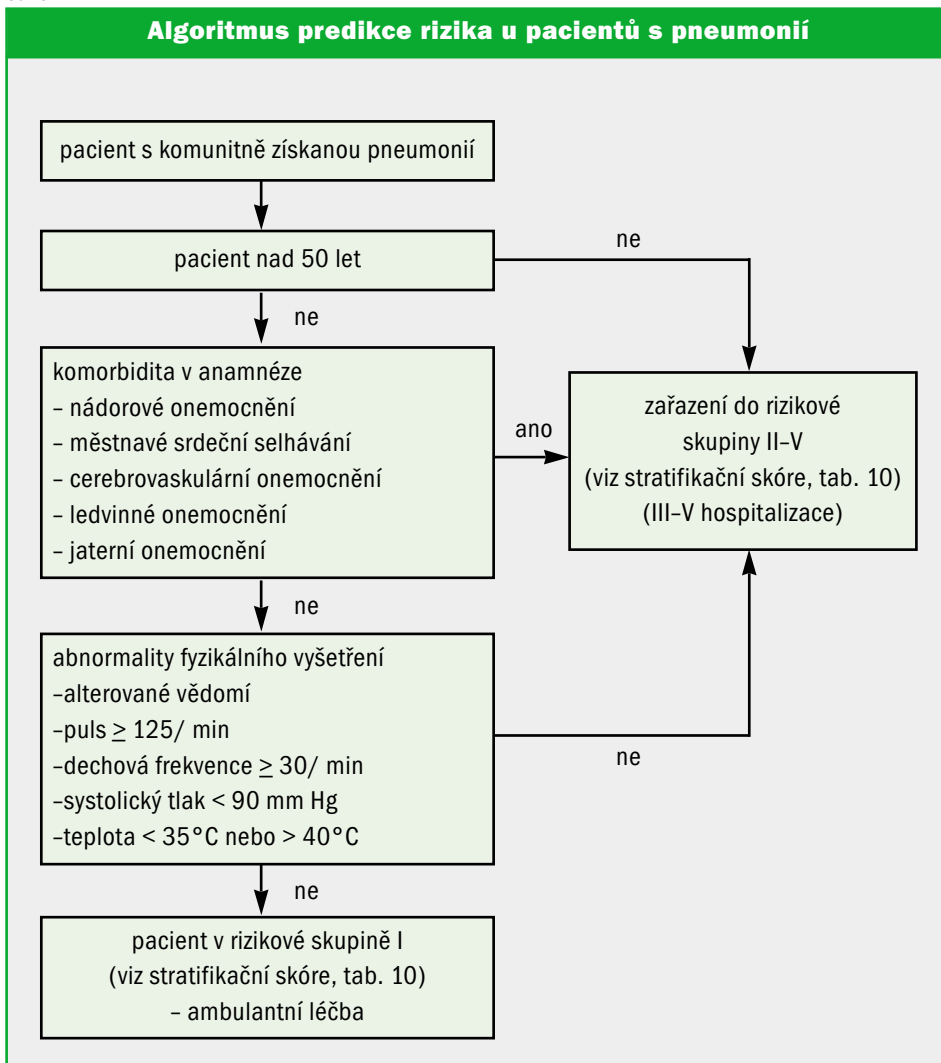 Algoritmus predikce rizika u pacientů s pneumonií
pacient s komunitně získanou pneumonií
pacient nad 50 let
ne
ne
komorbidita v anamnéze
– nádorové onemocnění
– městnavé srdeční selhávání
– cerebrovaskulární onemocnění
– ledvinné onemocnění
– jaterní onemocnění
ano
zařazení do rizikové
skupiny II–V
(viz stratifikační skóre, tab. 10)
(III–V hospitalizace)
ne
abnormality fyzikálního vyšetření
–alterované vědomí
–puls ≥ 125/ min
–dechová frekvence ≥ 30/ min
–systolický tlak < 90 mm Hg
–teplota < 35°C nebo > 40°C
ne
ne
pacient v rizikové skupině I
(viz stratifikační skóre, tab. 10)
– ambulantní léčba